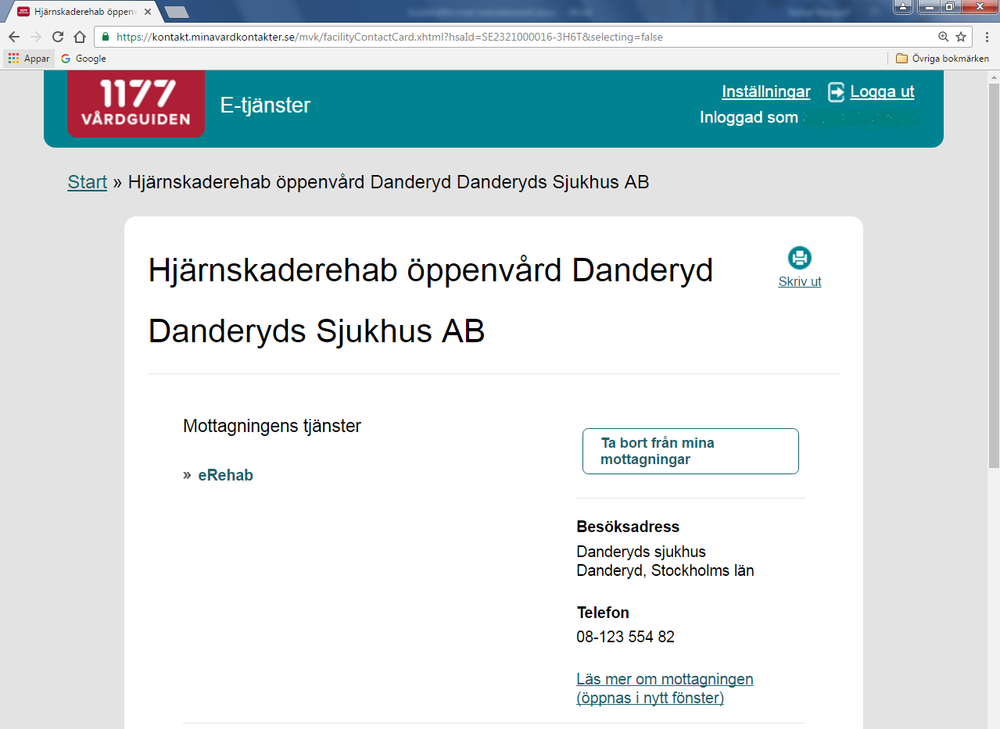 Hjärnskaderehab öppenv
https://kontakt.minavardkontakter.se/mvk/facilityContactCard.xhtml?hsaId=SE2321000016-3H6T&selecting=false
Appar Google Övriga bokmärken
1177
VÅRDGUIDEN
E-tjänster
Inställningar Logga ut
Inloggad som
Start » Hjärnskaderehab öppenvård Danderyd Danderyds Sjukhus AB
Hjärnskaderehab öppenvård Danderyd
Danderyds Sjukhus AB
Skriv ut
Mottagningens tjänster
» eRehab
Ta bort från mina
mottagningar
Besöksadress
Danderyds sjukhus
Danderyd, Stockholms län
Telefon
08-123 554 82
Läs mer om mottagningen
(öppnas i nytt fönster)